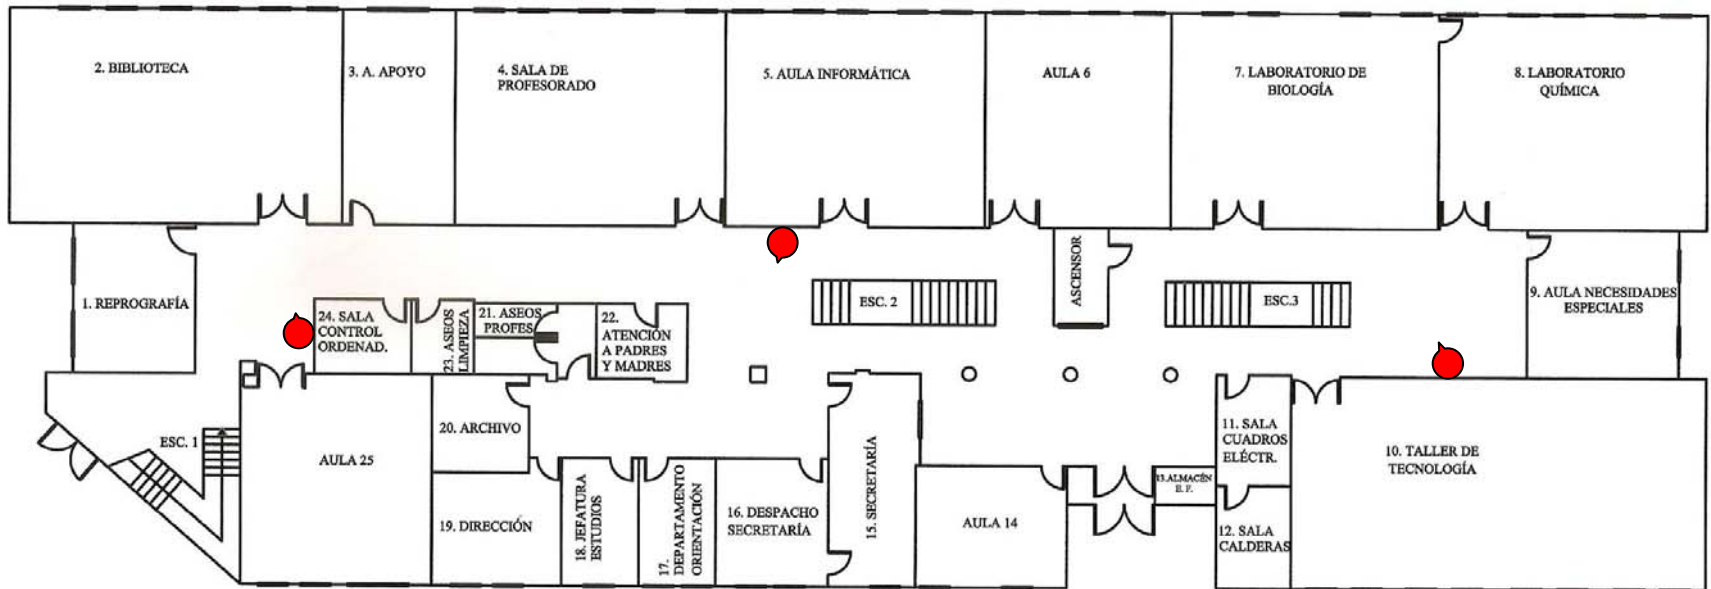 2. BIBLIOTECA
3. A. APOYO
4. SALA DE
PROFESORADO
5. AULA INFORMÁTICA
AULA 6
7. LABORATORIO DE
BIOLOGÍA
8. LABORATORIO
QUÍMICA
1. REPROGRAFÍA
24. SALA
CONTROL
ORDENAD.
23. ASEOS
LIMPIEZA
21. ASEOS
PROFES.
22.
ATENCIÓN
A PADRES
Y MADRES
ESC. 2
ASCENSOR
ESC.3
9. AULA NECESIDADES
ESPECIALES
ESC. 1
AULA 25
20. ARCHIVO
19. DIRECCIÓN
18. JEFATURA
ESTUDIOS
17.
DEPARTAMENTO
ORIENTACIÓN
16. DESPACHO
SECRETARÍA
15. SECRETARÍA
AULA 14
13.ALMACÉN
E. F.
11. SALA
CUADROS
ELÉCTR.
12. SALA
CALDERAS
10. TALLER DE
TECNOLOGÍA